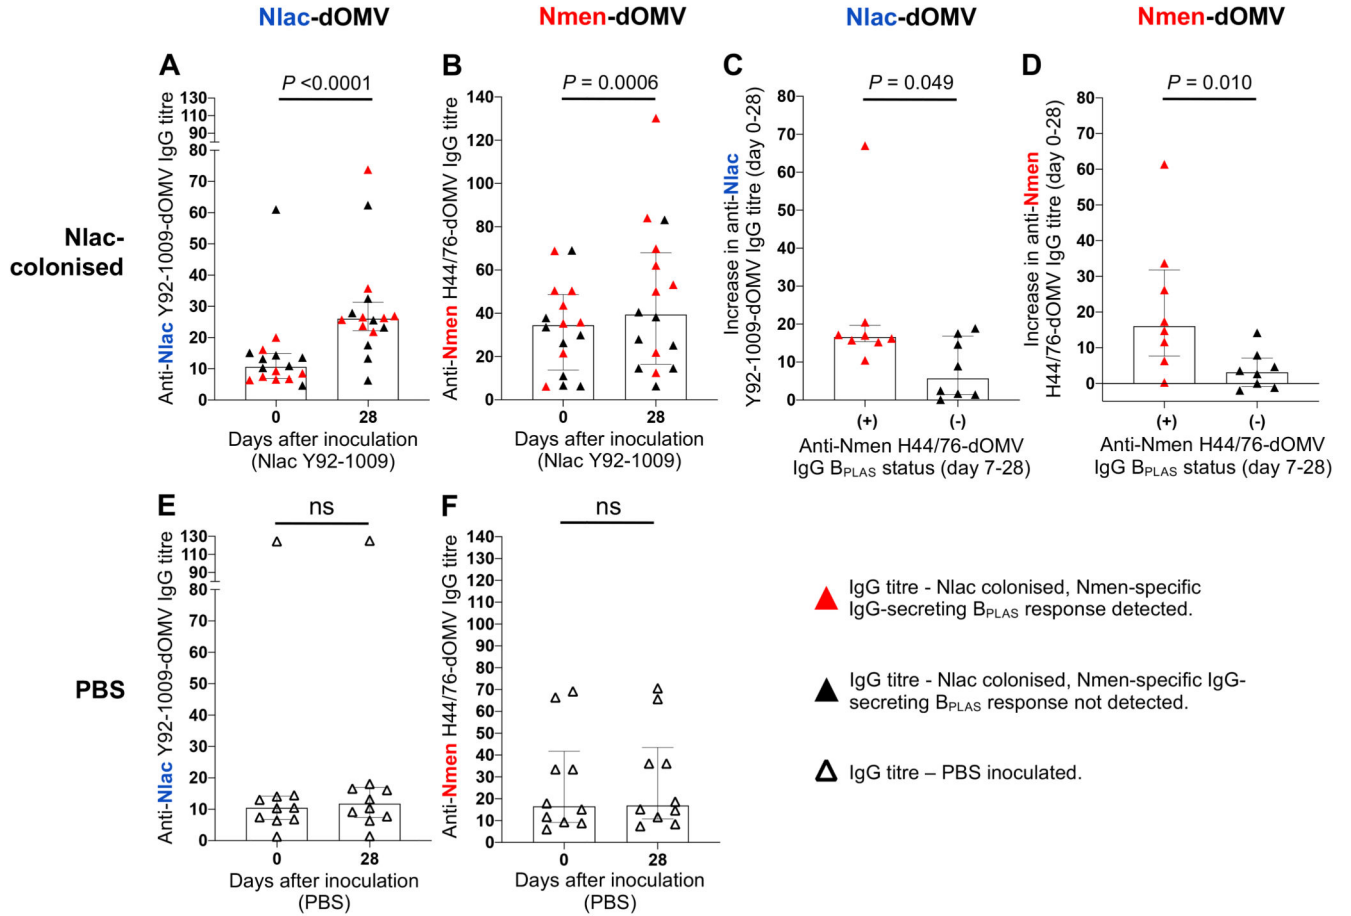 Nlac-dOMV
Nmen-dOMV
Nlac-dOMV
Nmen-dOMV
Nlac-
colonised
A
P <0.0001
Anti-Nlac Y92-1009-dOMV IgG titre
130
110
90
80
70
60
50
40
30
20
10
0
0
28
Days after inoculation
(Nlac Y92-1009)
B
P = 0.0006
Anti-Nmen H44/76-dOMV IgG titre
140
120
100
80
60
40
20
0
0
28
Days after inoculation
(Nlac Y92-1009)
C
P = 0.049
Increase in anti-Nlac
Y92-1009-dOMV IgG titre (day 0-28)
80
70
60
50
40
30
20
10
0
(+)
(-)
Anti-Nmen H44/76-dOMV
IgG BPLAS status (day 7-28)
D
P = 0.010
Increase in anti-Nmen
H44/76-dOMV IgG titre (day 0-28)
80
70
60
50
40
30
20
10
0
(+)
(-)
Anti-Nmen H44/76-dOMV
IgG BPLAS status (day 7-28)
PBS
E
ns
Anti-Nlac Y92-1009-dOMV IgG titre
130
110
90
80
70
60
50
40
30
20
10
0
0
28
Days after inoculation
(PBS)
F
ns
Anti-Nmen H44/76-dOMV IgG titre
140
130
120
110
100
90
80
70
60
50
40
30
20
10
0
0
28
Days after inoculation
(PBS)
IgG titre - Nlac colonised, Nmen-specific
IgG-secreting BPLAS response detected.
IgG titre - Nlac colonised, Nmen-specific IgG-
secreting BPLAS response not detected.
IgG titre – PBS inoculated.